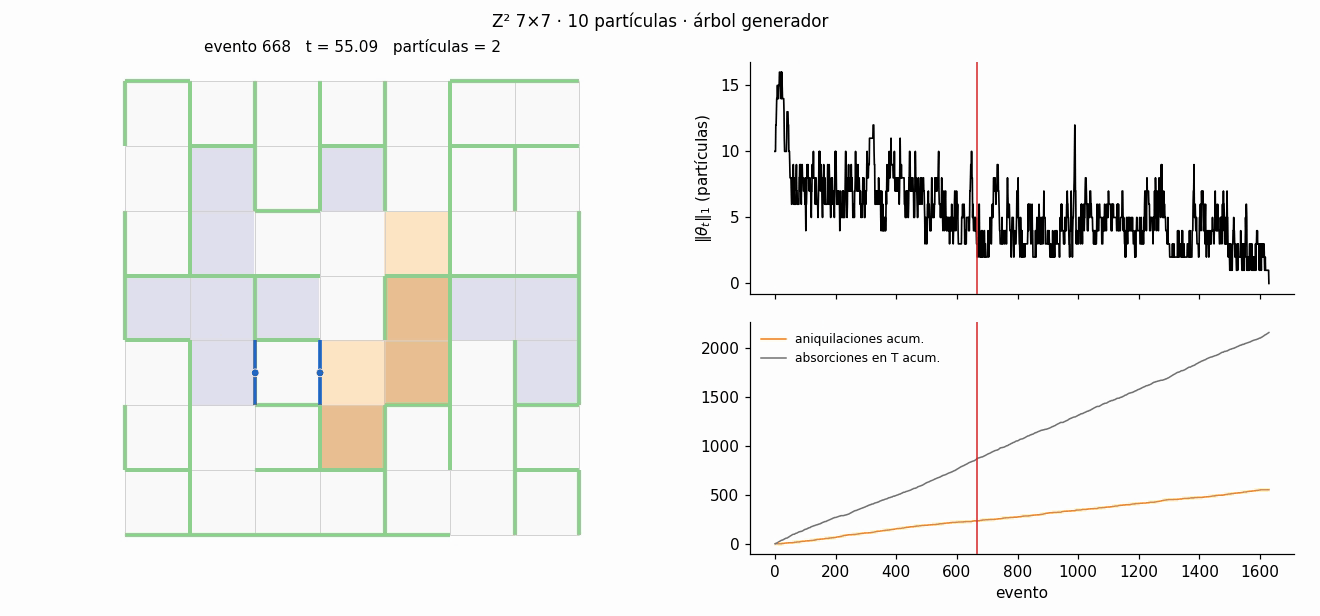 Z² 7×7 · 10 partículas · árbol generador
evento 668 t = 55.09 partículas = 2
‖θₜ‖₁ (partículas)
15
10
5
0
aniquilaciones acum.
absorciones en T acum.
2000
1500
1000
500
0
0 200 400 600 800 1000 1200 1400 1600
evento